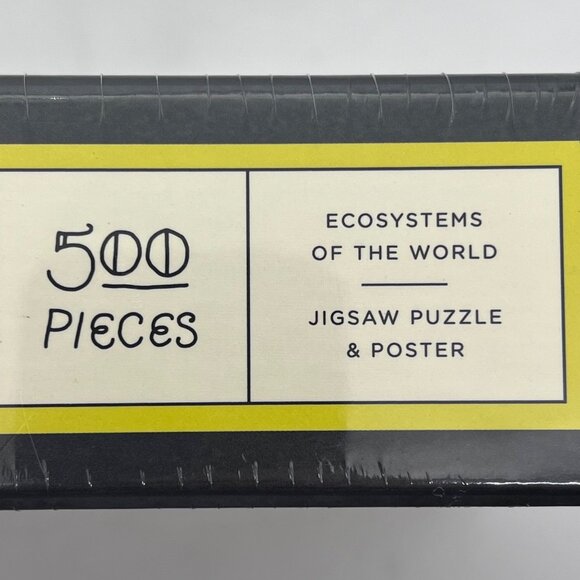 500
PIECES
ECOSYSTEMS
OF THE WORLD
JIGSAW PUZZLE
& POSTER